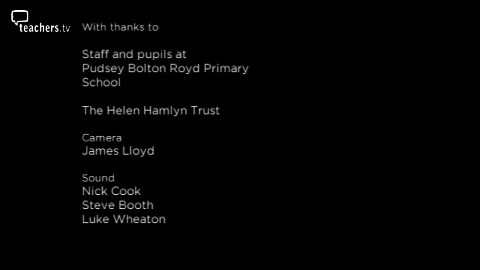 teachers.tv
With thanks to
Staff and pupils at
Pudsey Bolton Royd Primary
School
The Helen Hamlyn Trust
Camera
James Lloyd
Sound
Nick Cook
Steve Booth
Luke Wheaton